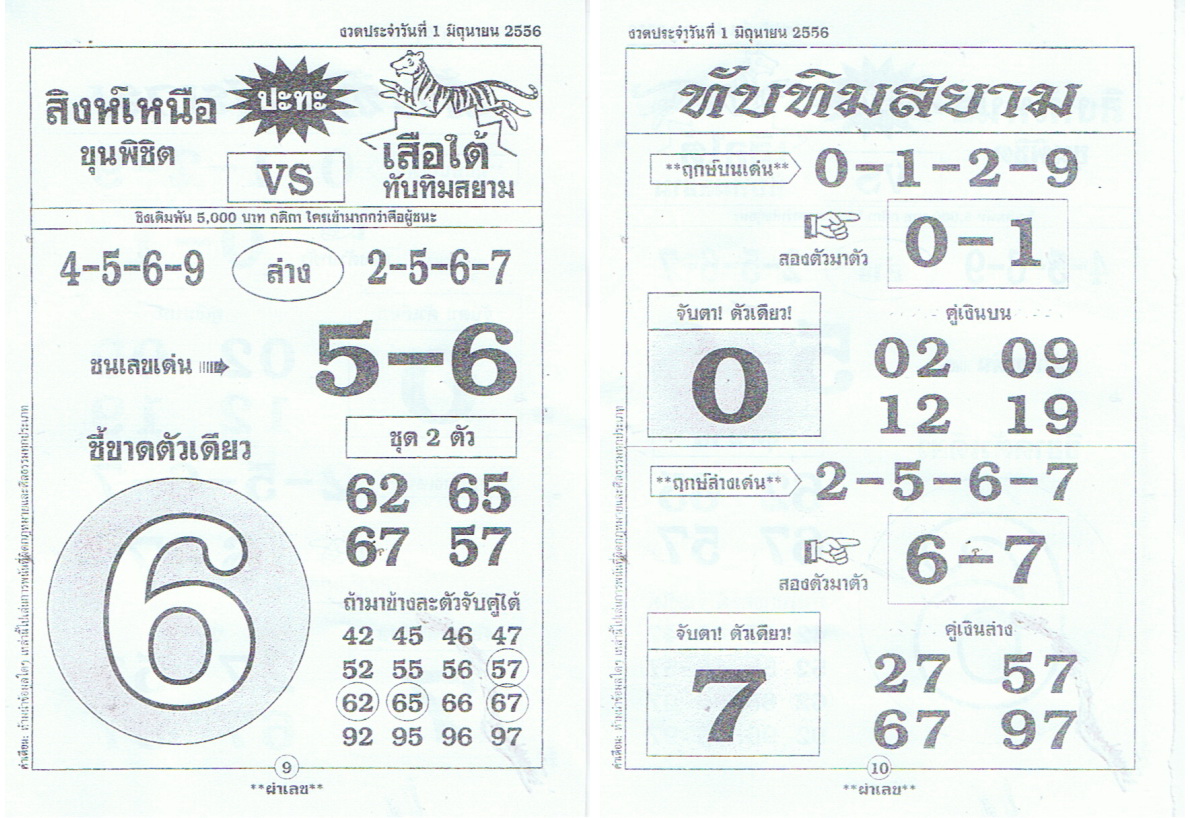 งวดประจำวันที่ 1 มิถุนายน 2556
สิงห์เหนือ
ขุนพิชิต
ปะทะ
VS
เสือใต้
ทับทิมสยาม
ชิงเดิมพัน 5,000 บาท กติกา ใครเข้ามากกว่าคือผู้ชนะ
4-5-6-9 ล่าง 2-5-6-7
ชนเลขเด่น 5-6
ชี้ขาดตัวเดียว
6
ชุด 2 ตัว
62 65
67 57
ถ้ามาข้างละตัวจับคู่ได้
42 45 46 47
52 55 56 57
62 65 66 67
92 95 96 97
9
**ผ่าเลข**
งวดประจำวันที่ 1 มิถุนายน 2556
ทับทิมสยาม
**ฤกษ์บนเด่น** 0-1-2-9
สองตัวมาตัว
0-1
จับตา! ตัวเดียว!
0
คู่เงินบน
02 09
12 19
**ฤกษ์ล่างเด่น** 2-5-6-7
สองตัวมาตัว
6-7
จับตา! ตัวเดียว!
7
คู่เงินล่าง
27 57
67 97
10
**ผ่าเลข**